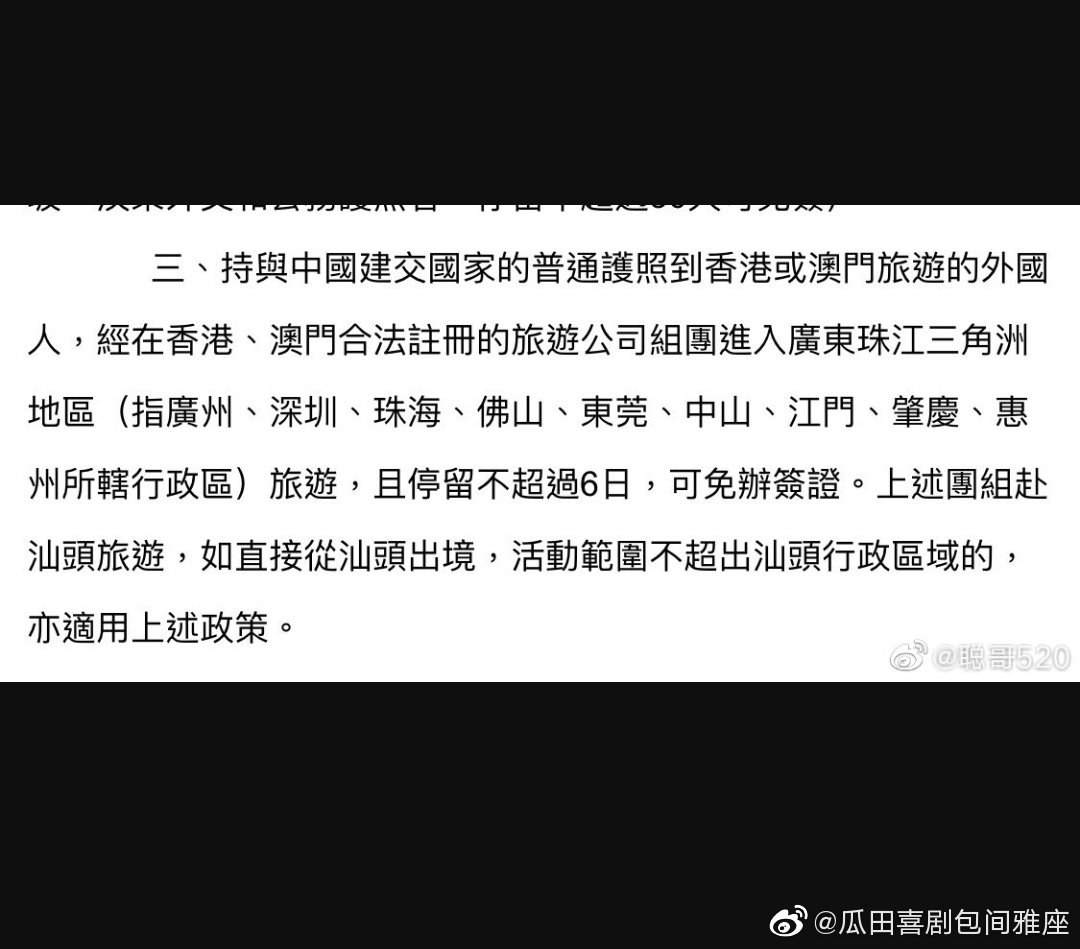 三、持與中國建交國家的普通護照到香港或澳門旅遊的外國
人，經在香港、澳門合法註冊的旅遊公司組團進入廣東珠江三角洲
地區（指廣州、深圳、珠海、佛山、東莞、中山、江門、肇慶、惠
州所轄行政區）旅遊，且停留不超過6日，可免辦簽證。上述團組赴
汕頭旅遊，如直接從汕頭出境，活動範圍不超出汕頭行政區域的，
亦適用上述政策。
@聪哥520
@瓜田喜剧包间雅座